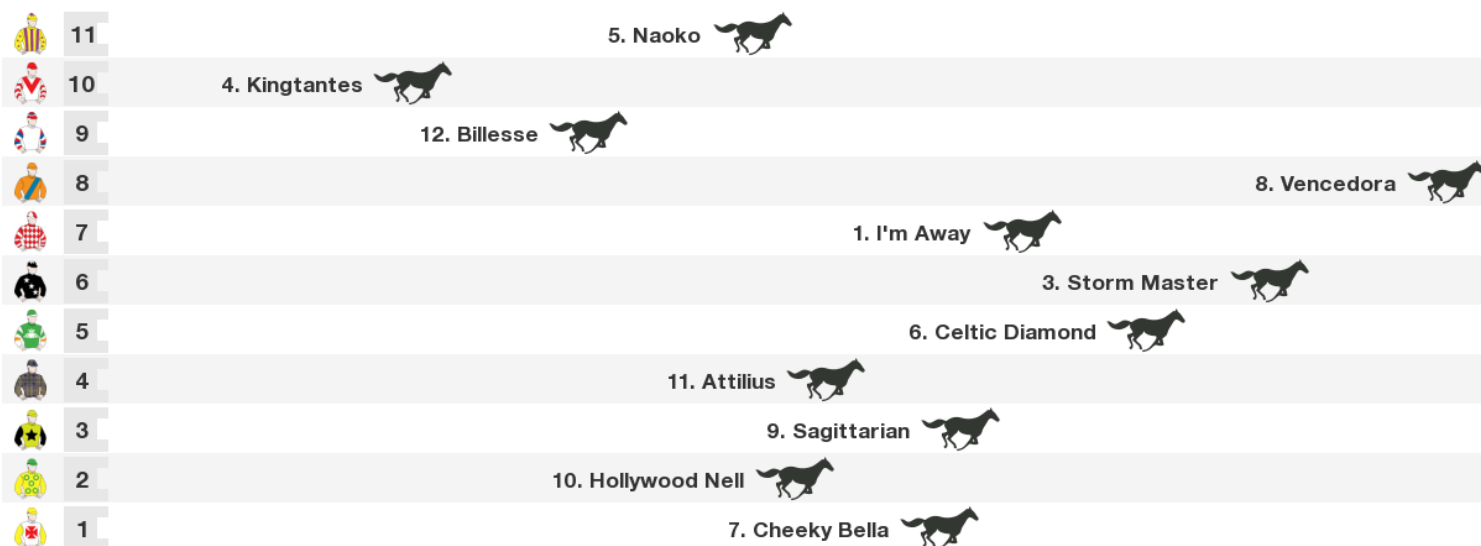 11 5. Naoko
10 4. Kingtantes
9 12. Billesse
8 8. Vencedora
7 1. I'm Away
6 3. Storm Master
5 6. Celtic Diamond
4 11. Attilius
3 9. Sagittarian
2 10. Hollywood Nell
1 7. Cheeky Bella